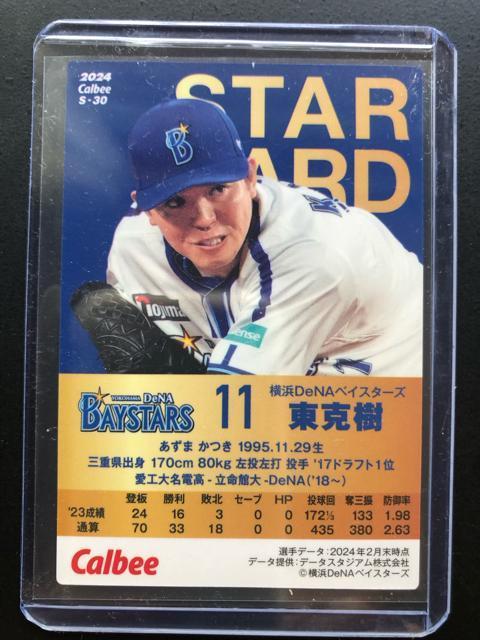 2024
Calbee
S-30
STAR
ARD
B
nojima
ense
YOKOHAMA DeNA
BAYSTARS
11
横浜DeNAベイスターズ
東克樹
あずま かつき 1995.11.29生
三重県出身 170cm 80kg 左投左打 投手 '17ドラフト1位
愛工大名電高-立命館大-DeNA('18～)
登板 勝利 敗北 セーブ HP 投球回 奪三振 防御率
'23成績 24 16 3 0 0 172⅓ 133 1.98
通算 70 33 18 0 0 435 380 2.63
Calbee
選手データ:2024年2月末時点
データ提供:データスタジアム株式会社
©横浜DeNAベイスターズ